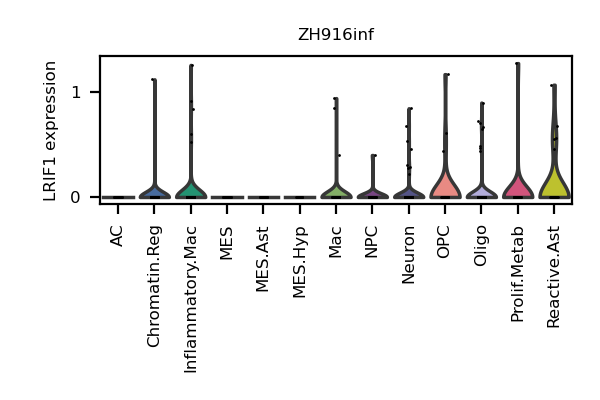 ZH916inf
LRIF1 expression
1
0
AC
Chromatin.Reg
Inflammatory.Mac
MES
MES.Ast
MES.Hyp
Mac
NPC
Neuron
OPC
Oligo
Prolif.Metab
Reactive.Ast